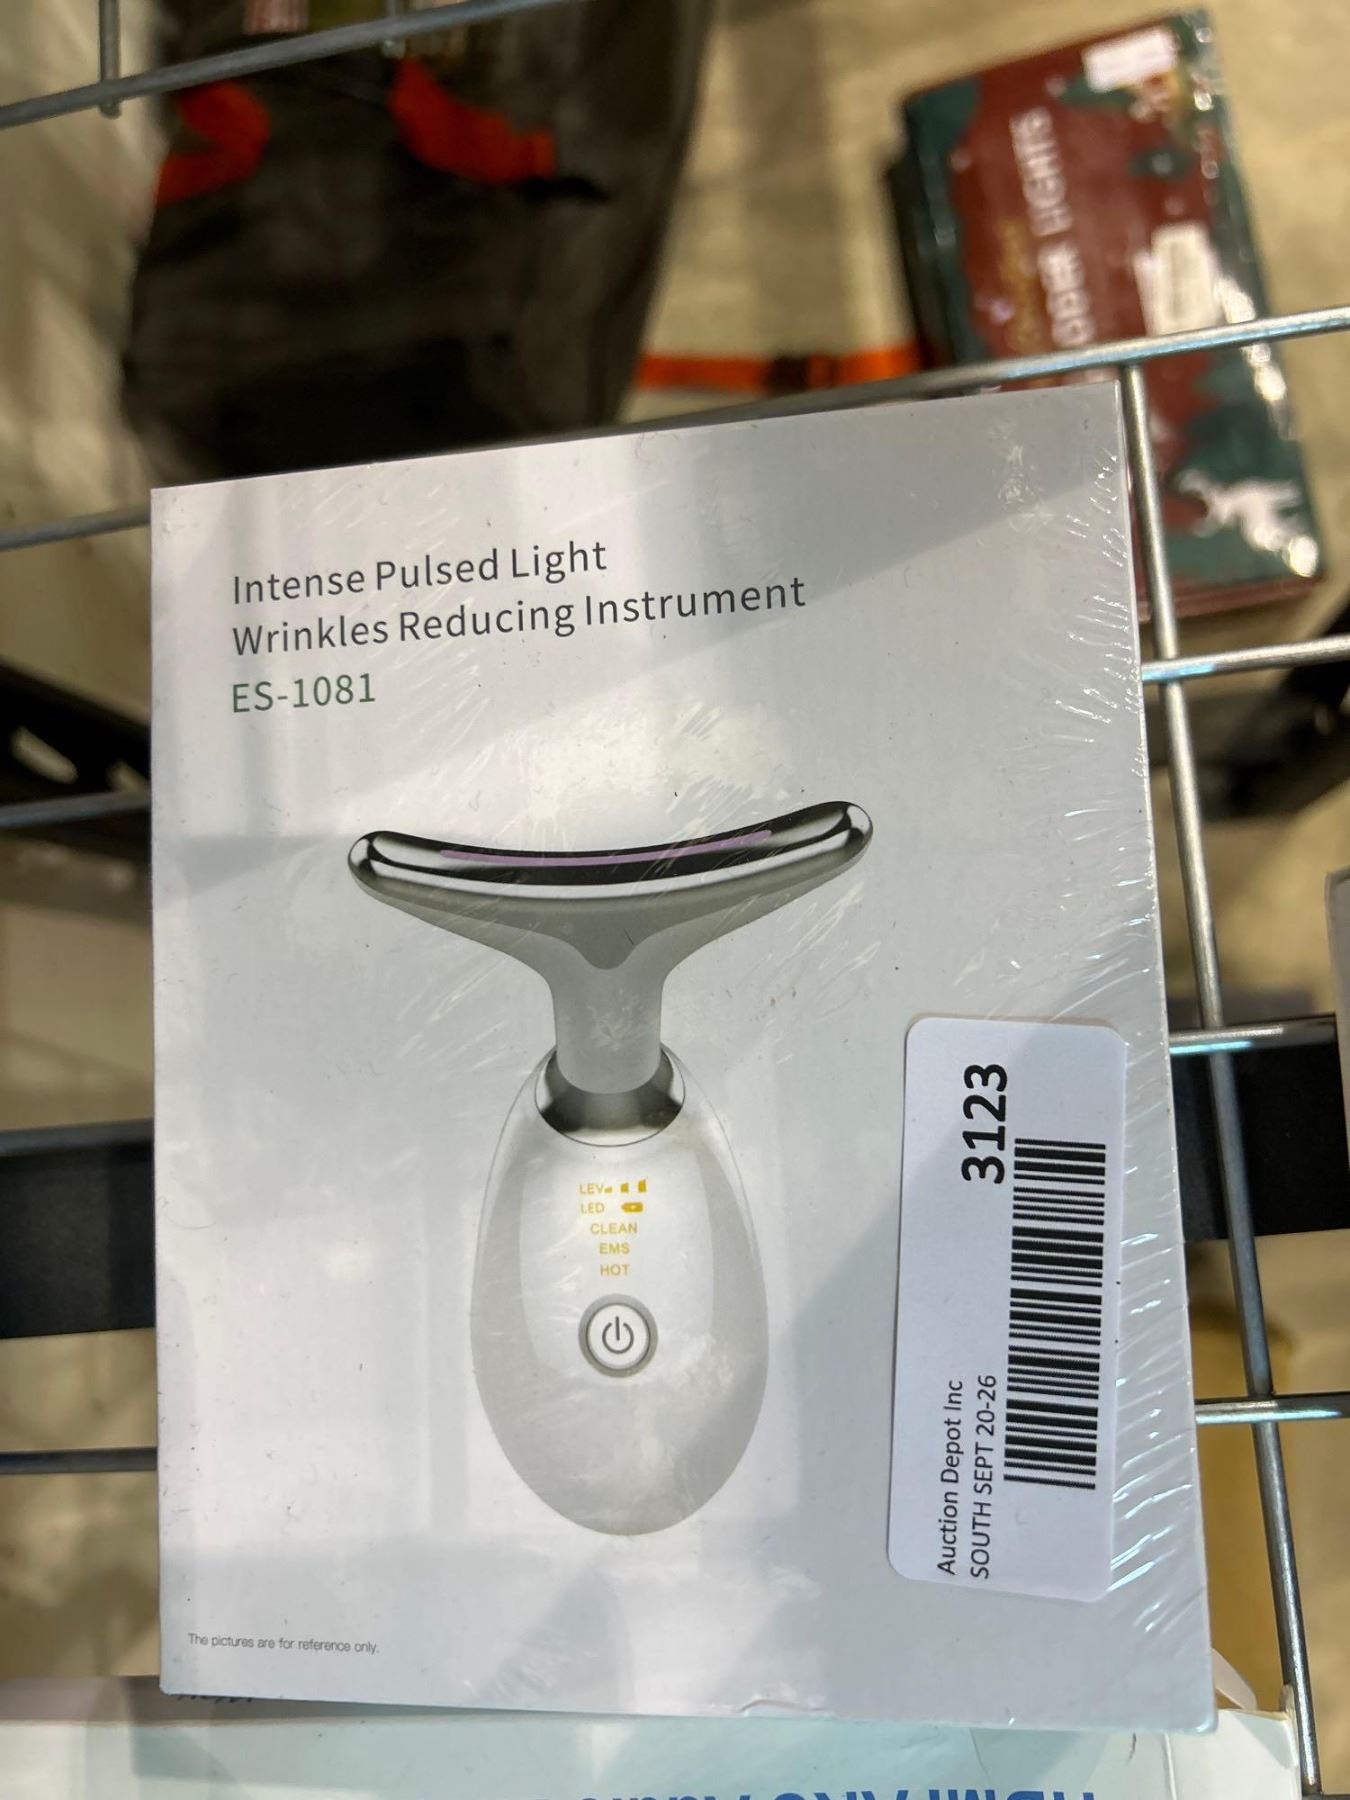 LIGHTS
Intense Pulsed Light
Wrinkles Reducing Instrument
ES-1081
LEV
LED
CLEAN
EMS
HOT
3123
Auction Depot Inc
SOUTH SEPT 20-26
The pictures are for reference only.